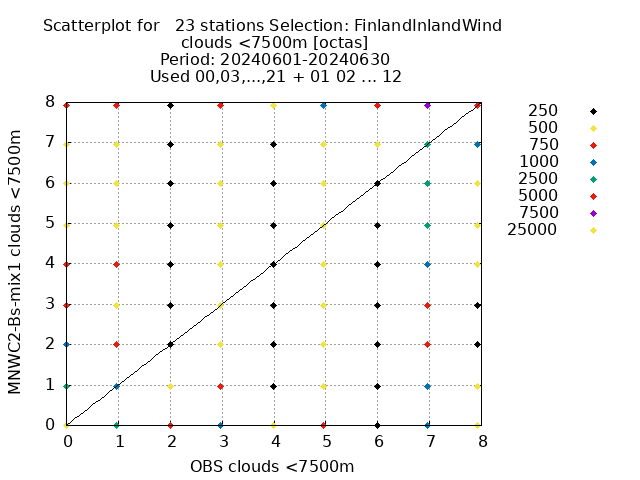 Scatterplot for   23 stations Selection: FinlandInlandWind
clouds <7500m [octas]
Period: 20240601-20240630
Used 00,03,...,21 + 01 02 ... 12
8
7
6
5
4
3
2
1
0
MNWC2-Bs-mix1 clouds <7500m
0 1 2 3 4 5 6 7 8
OBS clouds <7500m
250
500
750
1000
2500
5000
7500
25000